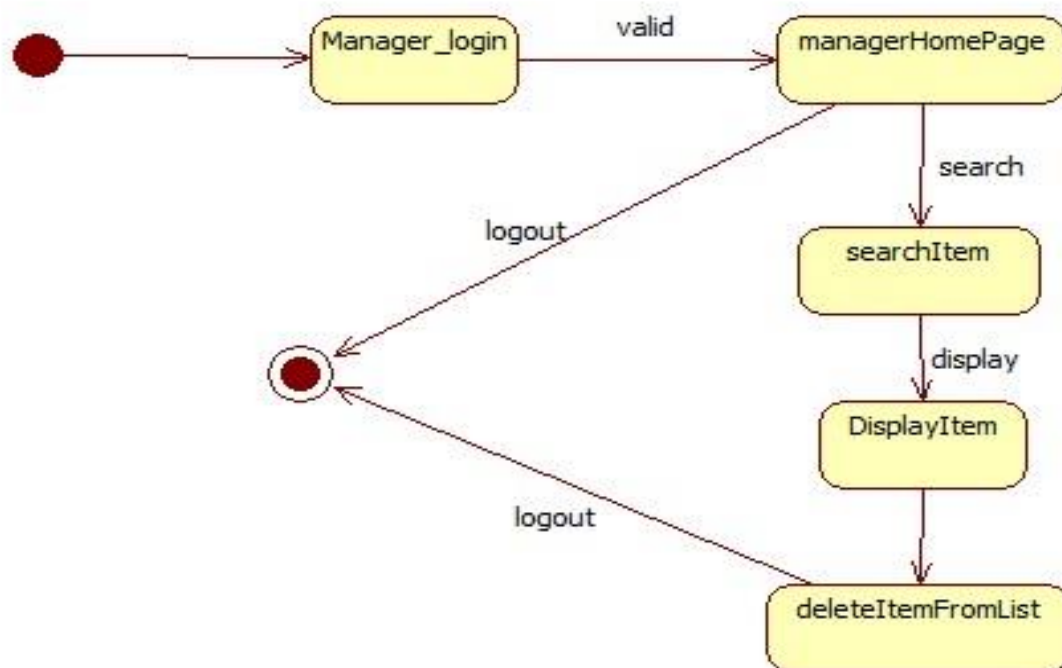 Manager_login
valid
managerHomePage
search
logout
searchItem
display
DisplayItem
logout
deleteItemFromList